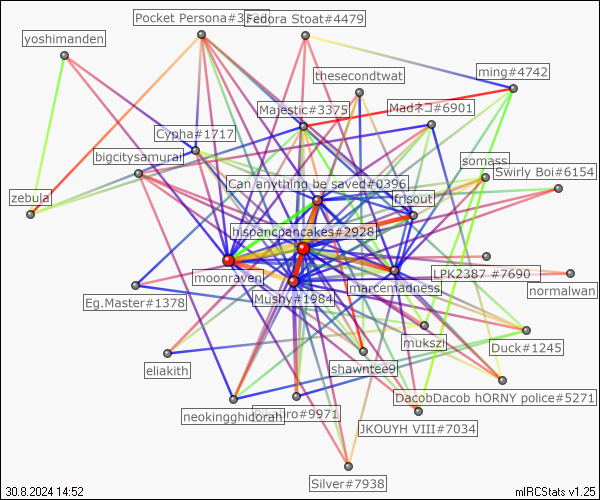 Pocket Persona#3
Fedora Stoat#4479
yoshimanden
thesecondtwat
ming#4742
Majestic#3375
Madネコ#6901
Cypha#1717
bigcitysamurai
somass
Swirly Boi#6154
Can anything be saved#0396
zebula
frisout
hispanicpancakes#2928
moonraven
LPK2387 #7690
normalwan
marcemadness
Mushy#1984
Eg.Master#1378
mukszi
Duck#1245
shawntee9
eliakith
DacobDacob hORNY police#5271
neokingghidorah
#9971
JKOUYH VIII#7034
Silver#7938
30.8.2024 14:52
mIRCStats v1.25